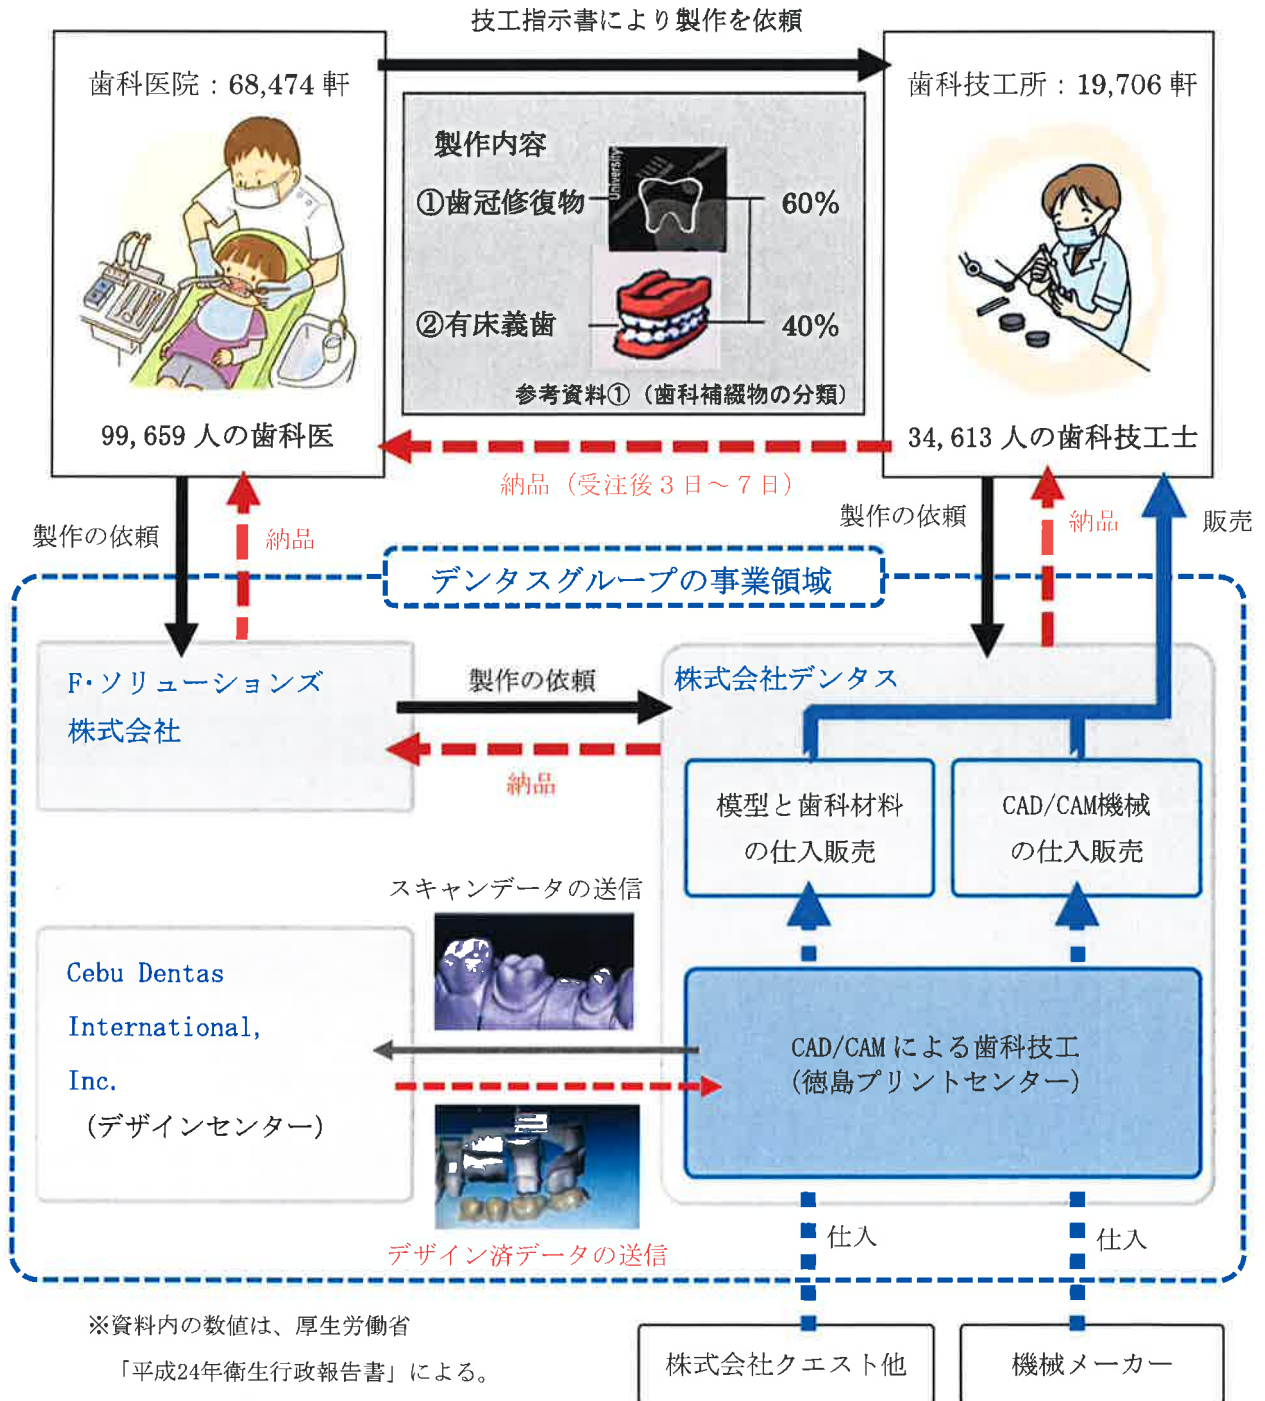 技工指示書により製作を依頼
歯科医院：68,474 軒
歯科技工所：19,706 軒
製作内容
University
①歯冠修復物
60%
②有床義歯
40%
参考資料①（歯科補綴物の分類）
99,659 人の歯科医
34,613 人の歯科技工士
納品（受注後３日～７日）
製作の依頼
納品
製作の依頼
納品
販売
デンタスグループの事業領域
F・ソリューションズ
株式会社
製作の依頼
納品
株式会社デンタス
模型と歯科材料
の仕入販売
CAD/CAM機械
の仕入販売
スキャンデータの送信
Cebu Dentas
International,
Inc.
（デザインセンター）
CAD/CAM による歯科技工
（徳島プリントセンター）
デザイン済データの送信
仕入
仕入
※資料内の数値は、厚生労働省
「平成24年衛生行政報告書」による。
株式会社クエスト他
機械メーカー